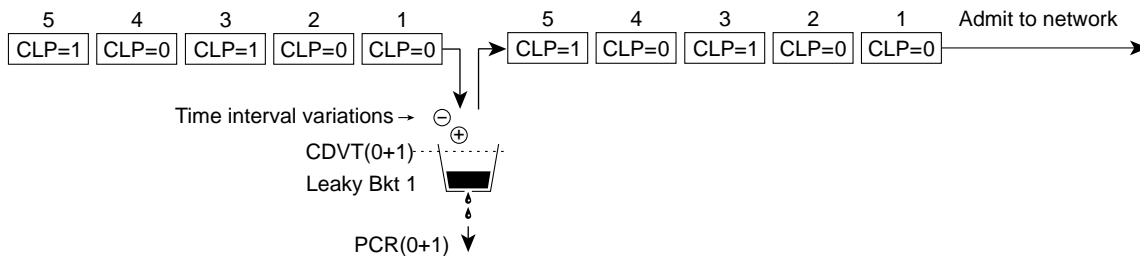 5 4 3 2 1 5 4 3 2 1 Admit to network
CLP=1 CLP=0 CLP=1 CLP=0 CLP=0 CLP=1 CLP=0 CLP=1 CLP=0 CLP=0
Time interval variations → −
+
CDVT(0+1)
Leaky Bkt 1
PCR(0+1)